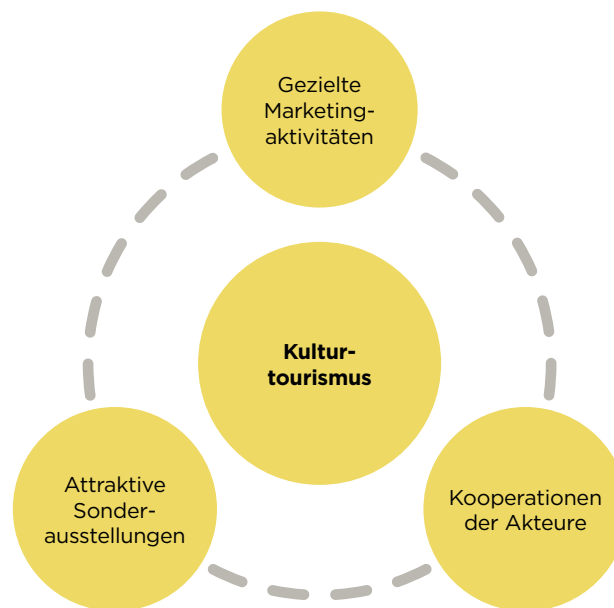 Gezielte
Marketing-
aktivitäten
Kultur-
tourismus
Attraktive
Sonder-
ausstellungen
Kooperationen
der Akteure